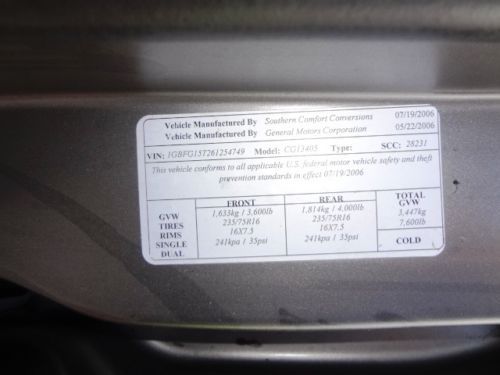 Vehicle Manufactured By Southern Comfort Conversions 07/19/2006
Vehicle Manufactured By General Motors Corporation 05/22/2006
VIN: 1GBFG15T261254749 Model: CG13405 Type: SCC: 28231
This vehicle conforms to all applicable U.S. federal motor vehicle safety and theft
prevention standards in effect 07/19/2006
FRONT REAR TOTAL GVW
GVW 1,633kg / 3,600lb 1,814kg / 4,000lb 3,447kg
TIRES 235/75R16 235/75R16 7,600lb
RIMS 16X7.5 16X7.5
SINGLE 241kpa / 35psi 241kpa / 35psi COLD
DUAL